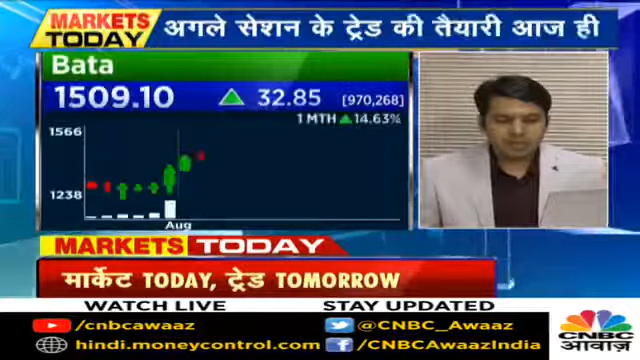 MARKETS TODAY
अगले सेशन के ट्रेड की तैयारी आज ही
Bata
1509.10 32.85 [970,268]
1 MTH 14.63%
1566
1238
Aug
MARKETS TODAY
मार्केट TODAY, ट्रेड TOMORROW
WATCH LIVE STAY UPDATED
/cnbcawaaz @CNBC_Awaaz
hindi.moneycontrol.com /CNBCAwaazIndia
CNBC
आवाज़